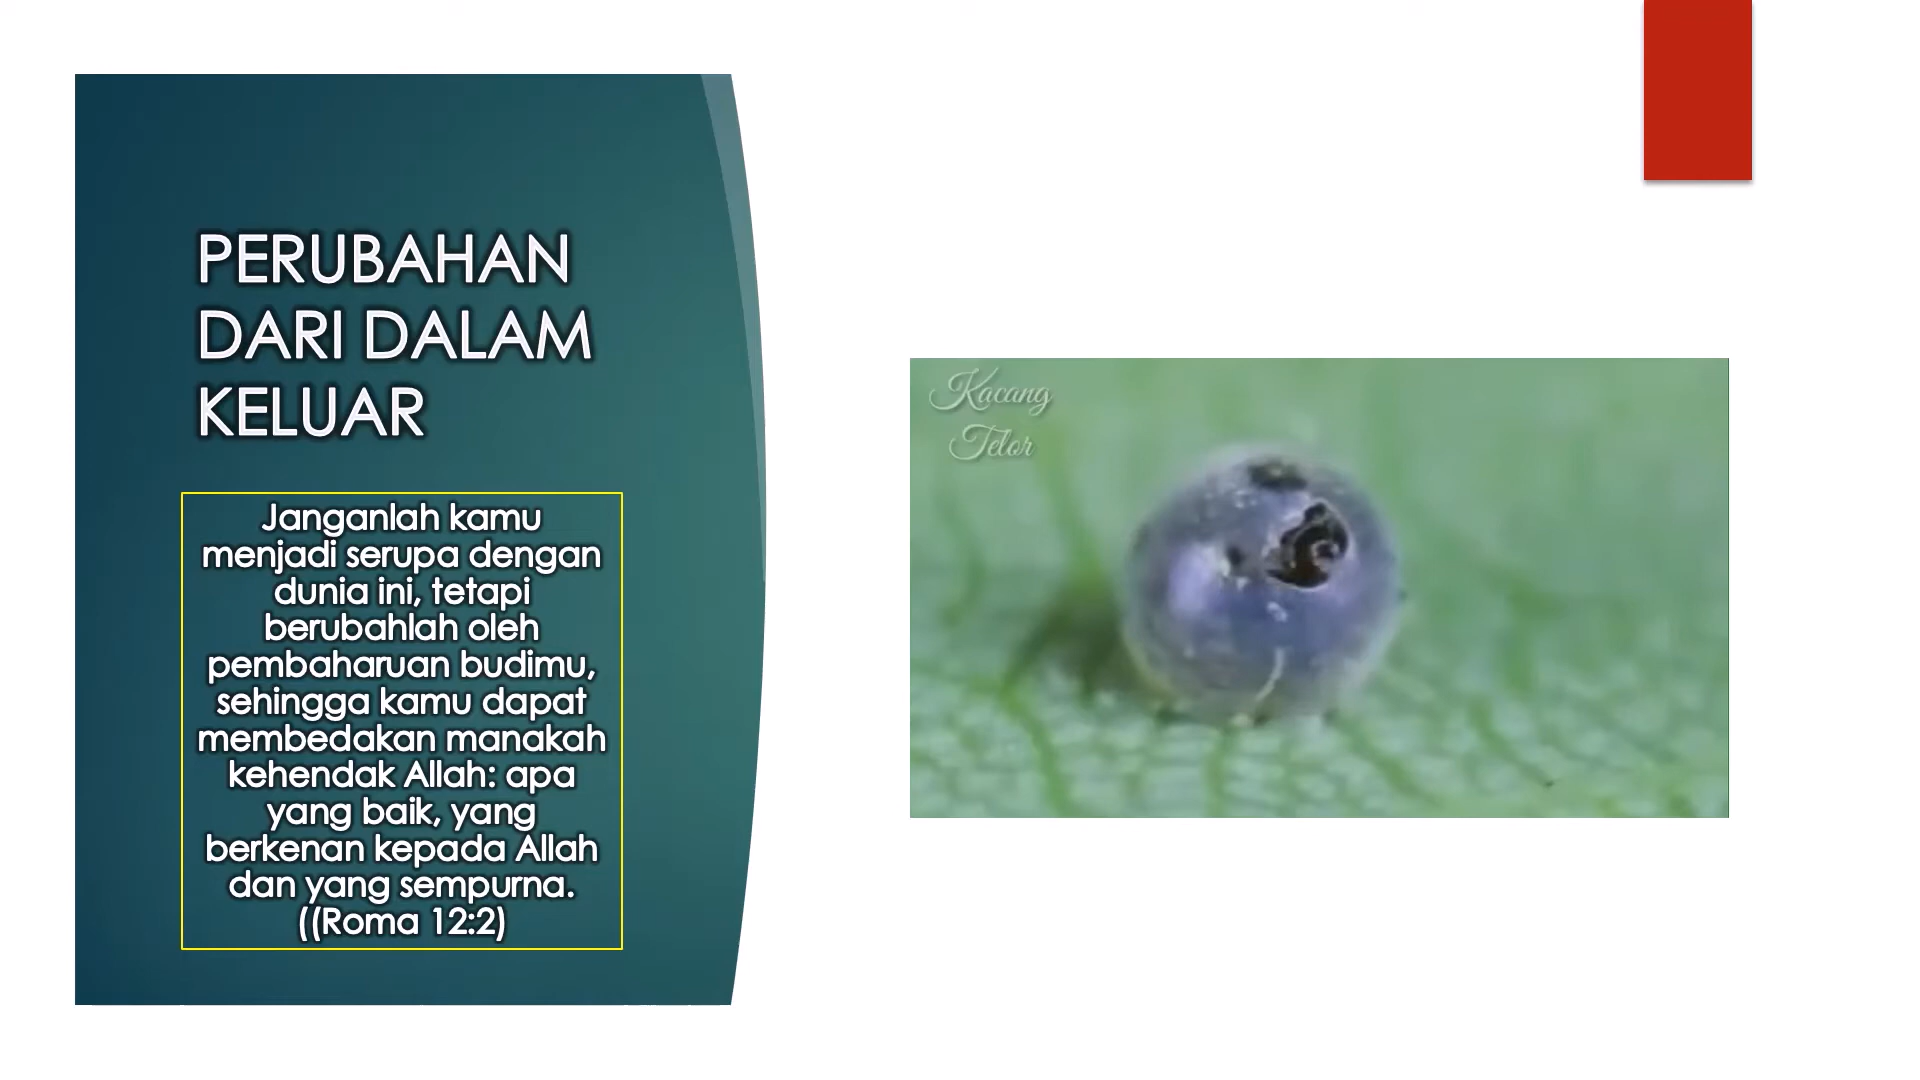 PERUBAHAN
DARI DALAM
KELUAR
Janganlah kamu
menjadi serupa dengan
dunia ini, tetapi
berubahlah oleh
pembaharuan budimu,
sehingga kamu dapat
membedakan manakah
kehendak Allah: apa
yang baik, yang
berkenan kepada Allah
dan yang sempurna.
((Roma 12:2)
Kacang
Telor